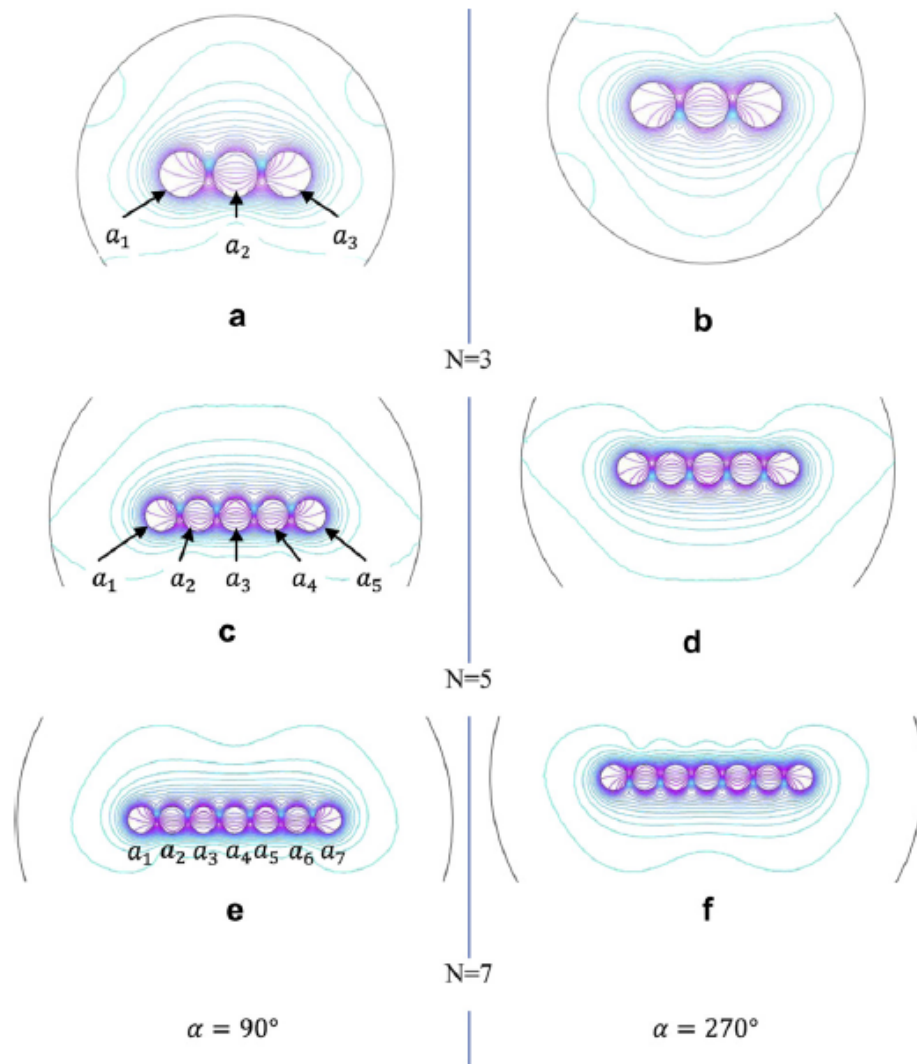 a₁ a₂ a₃
a b
N=3
a₁ a₂ a₃ a₄ a₅
c d
N=5
a₁ a₂ a₃ a₄ a₅ a₆ a₇
e f
N=7
α = 90° α = 270°